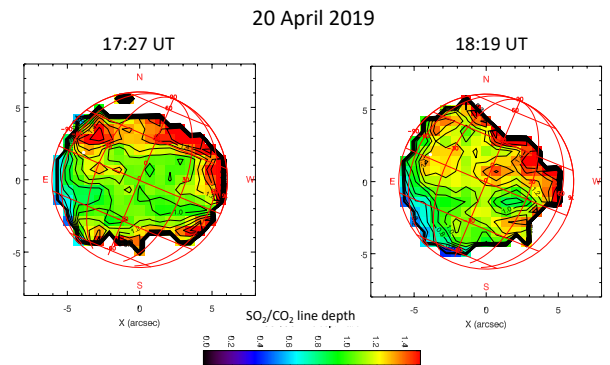 20 April 2019
17:27 UT
18:19 UT
N
N
5
5
E
0
W
E
0
W
-5
-5
S
S
-5
0
5
-5
0
5
X (arcsec)
X (arcsec)
SO₂/CO₂ line depth
0.0 0.2 0.4 0.6 0.8 1.0 1.2 1.4